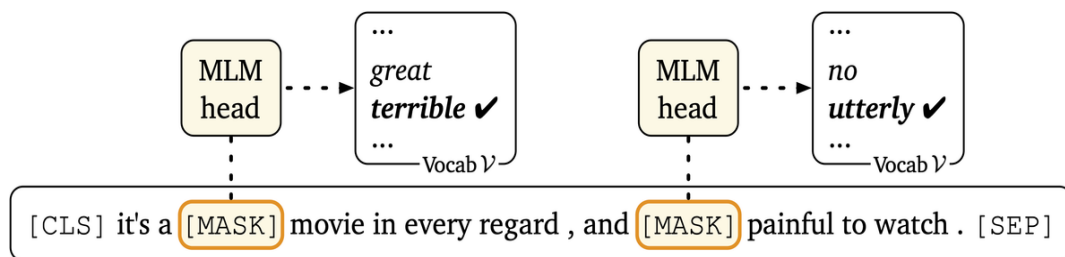 ...
MLM
head
great
terrible ✔
...
Vocab 𝒱
...
MLM
head
no
utterly ✔
...
Vocab 𝒱
[CLS] it's a [MASK] movie in every regard , and [MASK] painful to watch . [SEP]